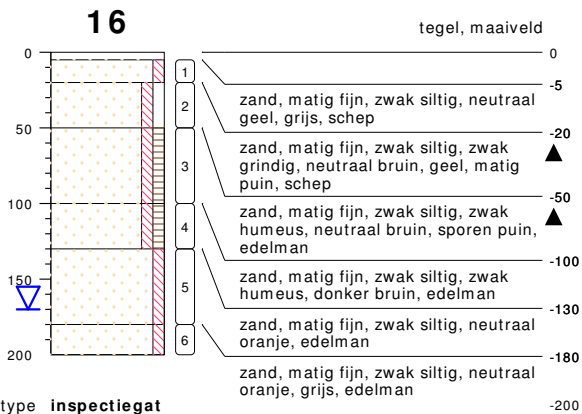 16
tegel, maaiveld
0
0
1
-5
2
zand, matig fijn, zwak siltig, neutraal
geel, grijs, schep
-20
50
3
zand, matig fijn, zwak siltig, zwak
grindig, neutraal bruin, geel, matig
puin, schep
-50
100
4
zand, matig fijn, zwak siltig, zwak
humeus, neutraal bruin, sporen puin,
edelman
-100
150
5
zand, matig fijn, zwak siltig, zwak
humeus, donker bruin, edelman
-130
zand, matig fijn, zwak siltig, neutraal
oranje, edelman
-180
200
6
zand, matig fijn, zwak siltig, neutraal
oranje, grijs, edelman
type inspectiegat
-200